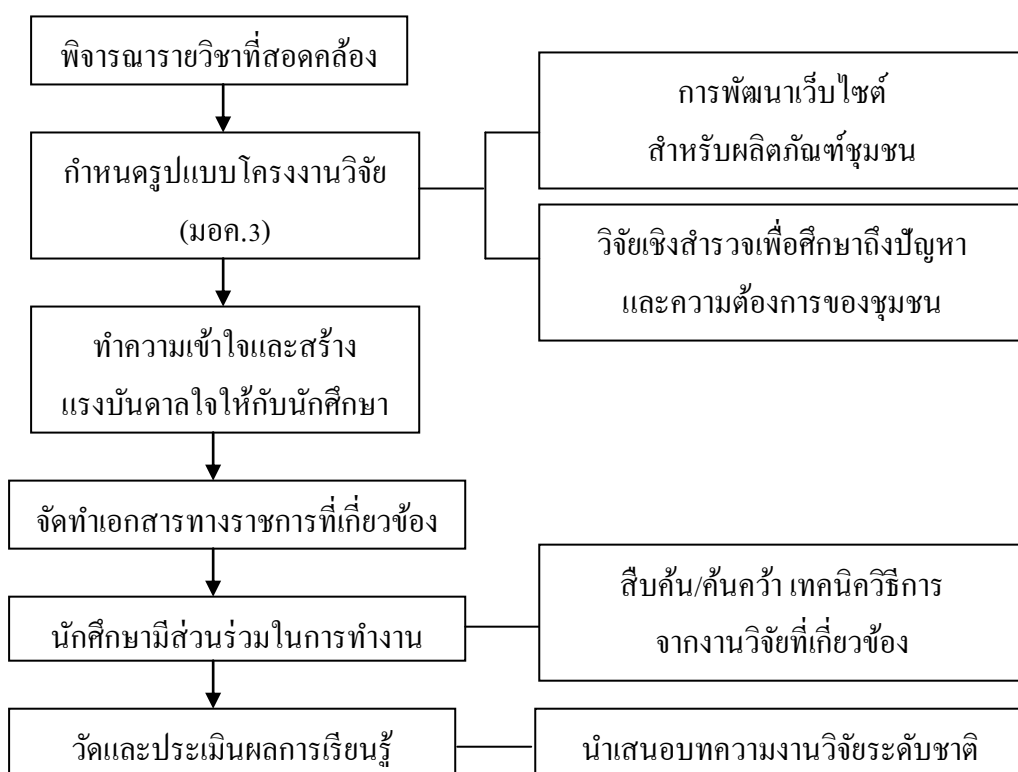 พิจารณารายวิชาที่สอดคล้อง
กำหนดรูปแบบโครงงานวิจัย
(มอค.3)
การพัฒนาเว็บไซต์
สำหรับผลิตภัณฑ์ชุมชน
วิจัยเชิงสำรวจเพื่อศึกษาถึงปัญหา
และความต้องการของชุมชน
ทำความเข้าใจและสร้าง
แรงบันดาลใจให้กับนักศึกษา
จัดทำเอกสารทางราชการที่เกี่ยวข้อง
นักศึกษามีส่วนร่วมในการทำงาน
สืบค้น/ค้นคว้า เทคนิควิธีการ
จากงานวิจัยที่เกี่ยวข้อง
วัดและประเมินผลการเรียนรู้
นำเสนอบทความงานวิจัยระดับชาติ